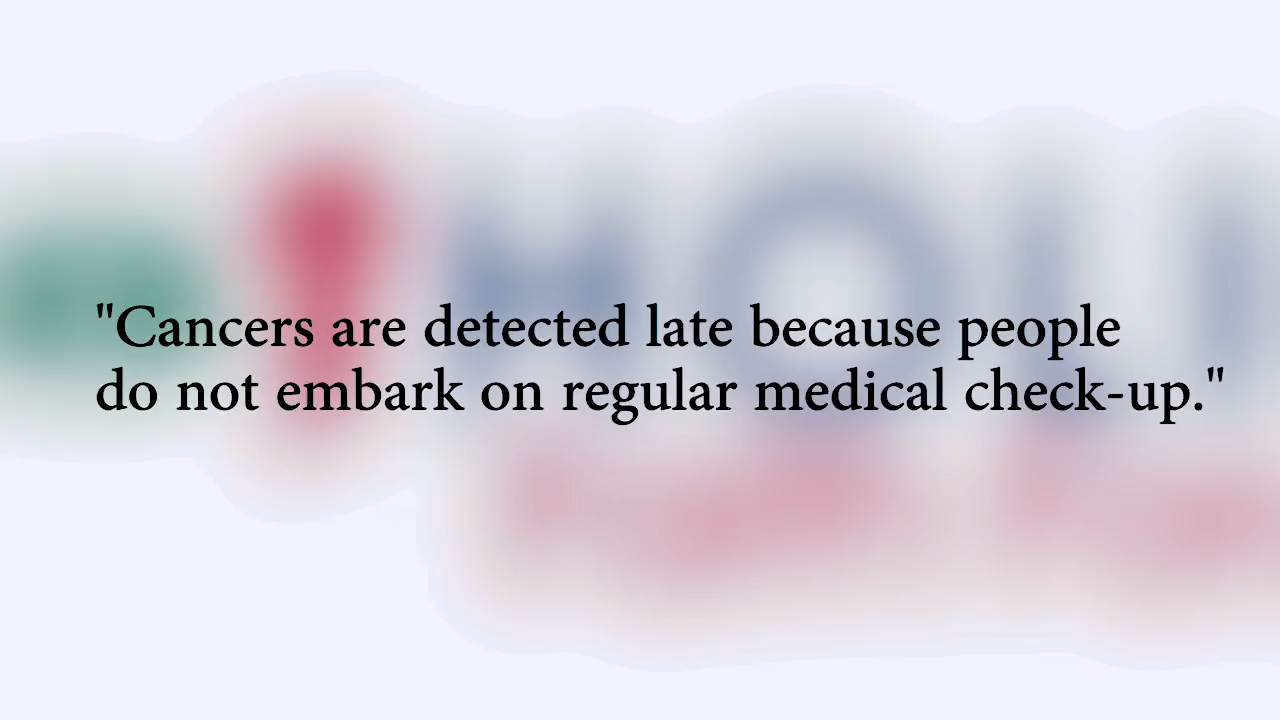 "Cancers are detected late because people
do not embark on regular medical check-up."